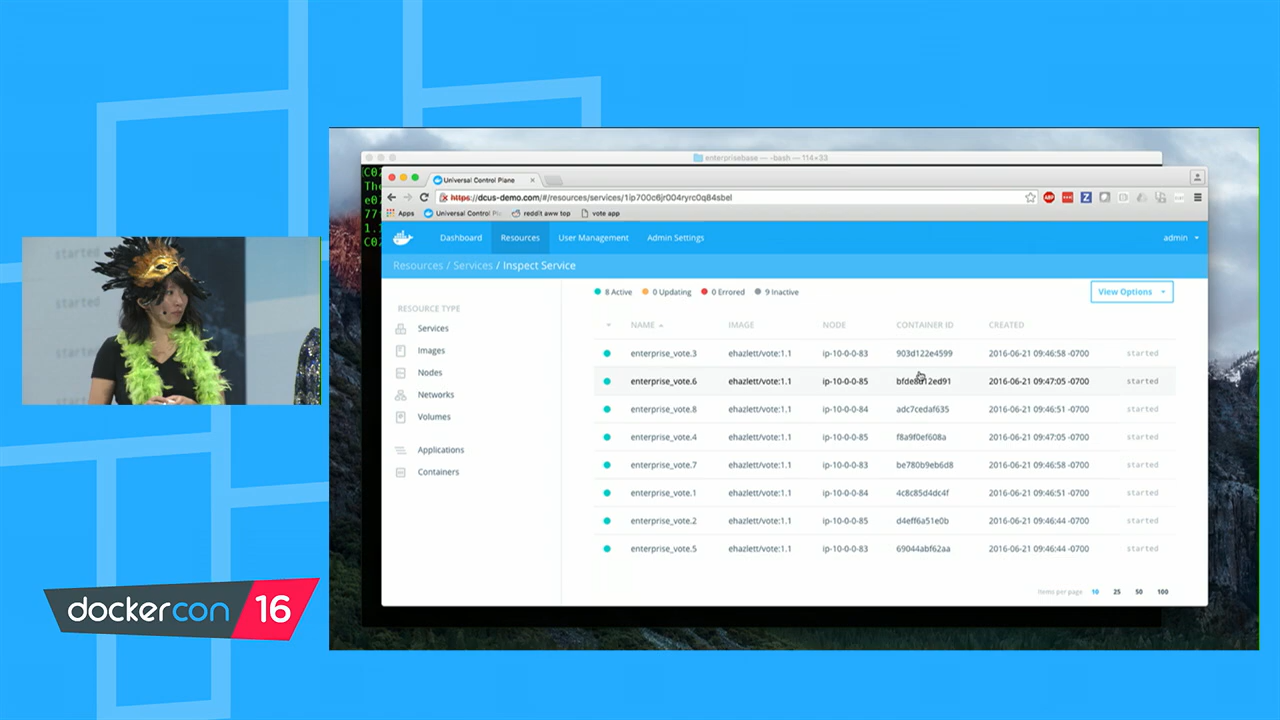 enterprisebase — -bash — 114×33
Universal Control Plane
https://dcus-demo.com/#/resources/services/1ip700c6jr004ryrc0q84sbel
Apps Universal Control Pl reddit aww top vote app
Dashboard Resources User Management Admin Settings admin
Resources / Services / Inspect Service
RESOURCE TYPE
Services
Images
Nodes
Networks
Volumes
Applications
Containers
8 Active 0 Updating 0 Errored 9 Inactive View Options
NAME IMAGE NODE CONTAINER ID CREATED
enterprise_vote.3 ehazlett/vote:1.1 ip-10-0-0-83 903d122e4599 2016-06-21 09:46:58 -0700 started
enterprise_vote.6 ehazlett/vote:1.1 ip-10-0-0-85 2016-06-21 09:47:05 -0700 started
enterprise_vote.8 ehazlett/vote:1.1 ip-10-0-0-84 adc7cedaf635 2016-06-21 09:46:51 -0700 started
enterprise_vote.4 ehazlett/vote:1.1 ip-10-0-0-85 f8a9f0ef608a 2016-06-21 09:47:05 -0700 started
enterprise_vote.7 ehazlett/vote:1.1 ip-10-0-0-83 be780b9eb6d8 2016-06-21 09:46:58 -0700 started
enterprise_vote.1 ehazlett/vote:1.1 ip-10-0-0-84 4c8c85d4dc4f 2016-06-21 09:46:51 -0700 started
enterprise_vote.2 ehazlett/vote:1.1 ip-10-0-0-85 d4eff6a51e0b 2016-06-21 09:46:44 -0700 started
enterprise_vote.5 ehazlett/vote:1.1 ip-10-0-0-83 69044abf62aa 2016-06-21 09:46:44 -0700 started
items per page 10 25 50 100
started
started
started
dockercon 16